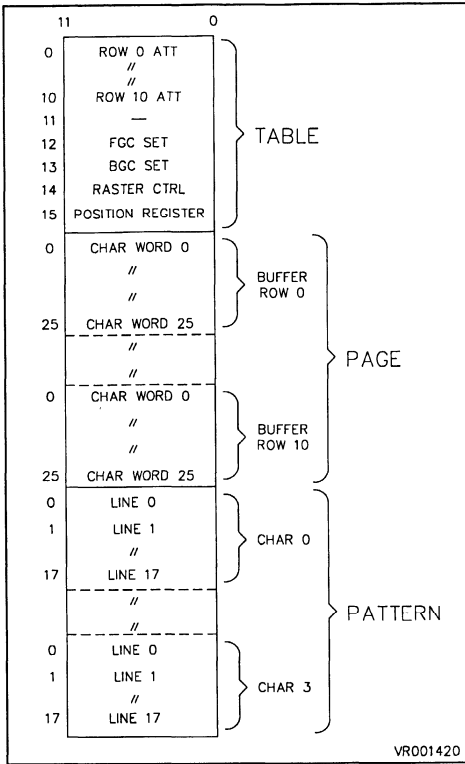 11 0
0 ROW 0 ATT
〃
〃
10 ROW 10 ATT
11 —
12 FGC SET
13 BGC SET
14 RASTER CTRL
15 POSITION REGISTER
TABLE
0 CHAR WORD 0
〃
〃
25 CHAR WORD 25
BUFFER
ROW 0
〃
〃
PAGE
0 CHAR WORD 0
〃
〃
25 CHAR WORD 25
BUFFER
ROW 10
0 LINE 0
1 LINE 1
〃
17 LINE 17
CHAR 0
〃
〃
PATTERN
0 LINE 0
1 LINE 1
〃
17 LINE 17
CHAR 3
VR001420